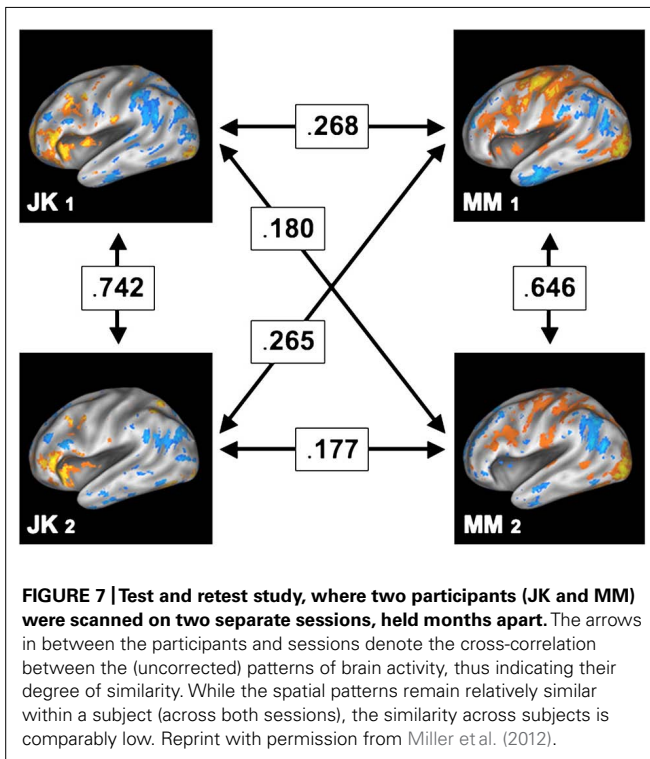 JK 1
.268
MM 1
.180
.742
.646
.265
JK 2
.177
MM 2
FIGURE 7 | Test and retest study, where two participants (JK and MM)
were scanned on two separate sessions, held months apart. The arrows
in between the participants and sessions denote the cross-correlation
between the (uncorrected) patterns of brain activity, thus indicating their
degree of similarity. While the spatial patterns remain relatively similar
within a subject (across both sessions), the similarity across subjects is
comparably low. Reprint with permission from Miller et al. (2012).